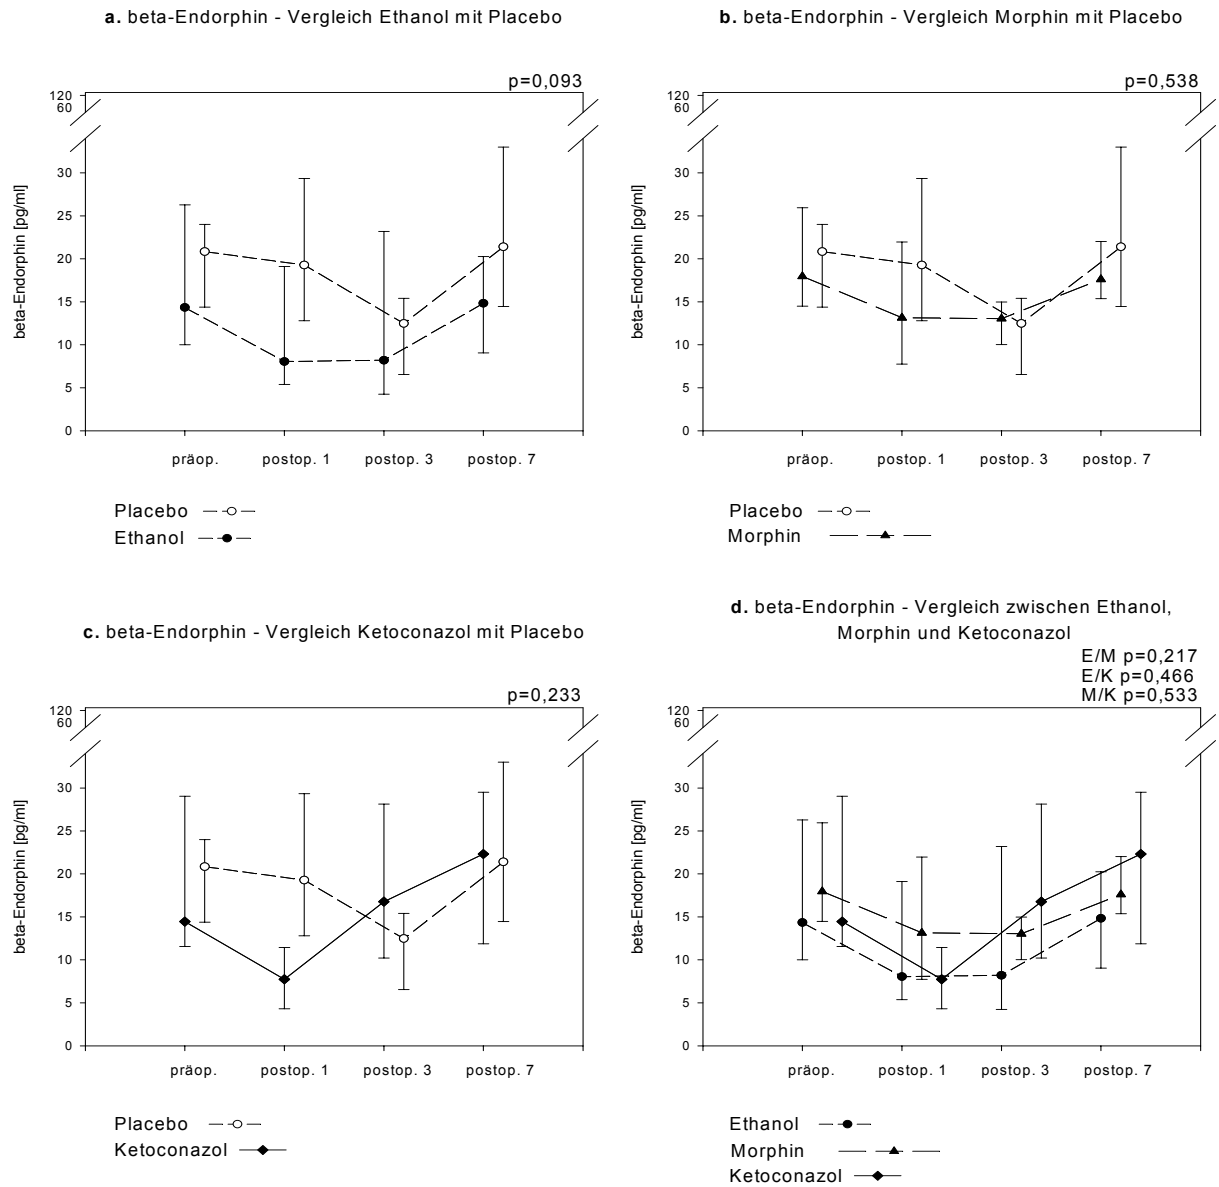 a. beta-Endorphin - Vergleich Ethanol mit Placebo
p=0,093
120
60
30
25
20
15
10
5
0
beta-Endorphin [pg/ml]
präop. postop. 1 postop. 3 postop. 7
Placebo
Ethanol
b. beta-Endorphin - Vergleich Morphin mit Placebo
p=0,538
120
60
30
25
20
15
10
5
0
beta-Endorphin [pg/ml]
präop. postop. 1 postop. 3 postop. 7
Placebo
Morphin
c. beta-Endorphin - Vergleich Ketoconazol mit Placebo
p=0,233
120
60
30
25
20
15
10
5
0
beta-Endorphin [pg/ml]
präop. postop. 1 postop. 3 postop. 7
Placebo
Ketoconazol
d. beta-Endorphin - Vergleich zwischen Ethanol,
Morphin und Ketoconazol
E/M p=0,217
E/K p=0,466
M/K p=0,533
120
60
30
25
20
15
10
5
0
beta-Endorphin [pg/ml]
präop. postop. 1 postop. 3 postop. 7
Ethanol
Morphin
Ketoconazol